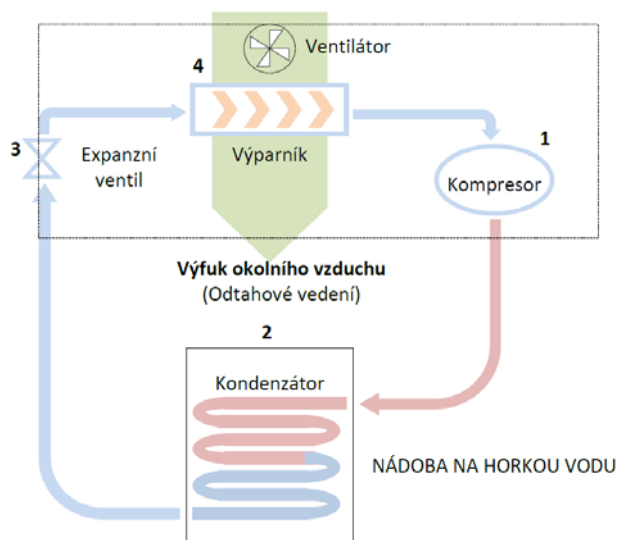 Ventilátor
4
3
Expanzní
ventil
Výparník
1
Kompresor
Výfuk okolního vzduchu
(Odtahové vedení)
2
Kondenzátor
NÁDOBA NA HORKOU VODU